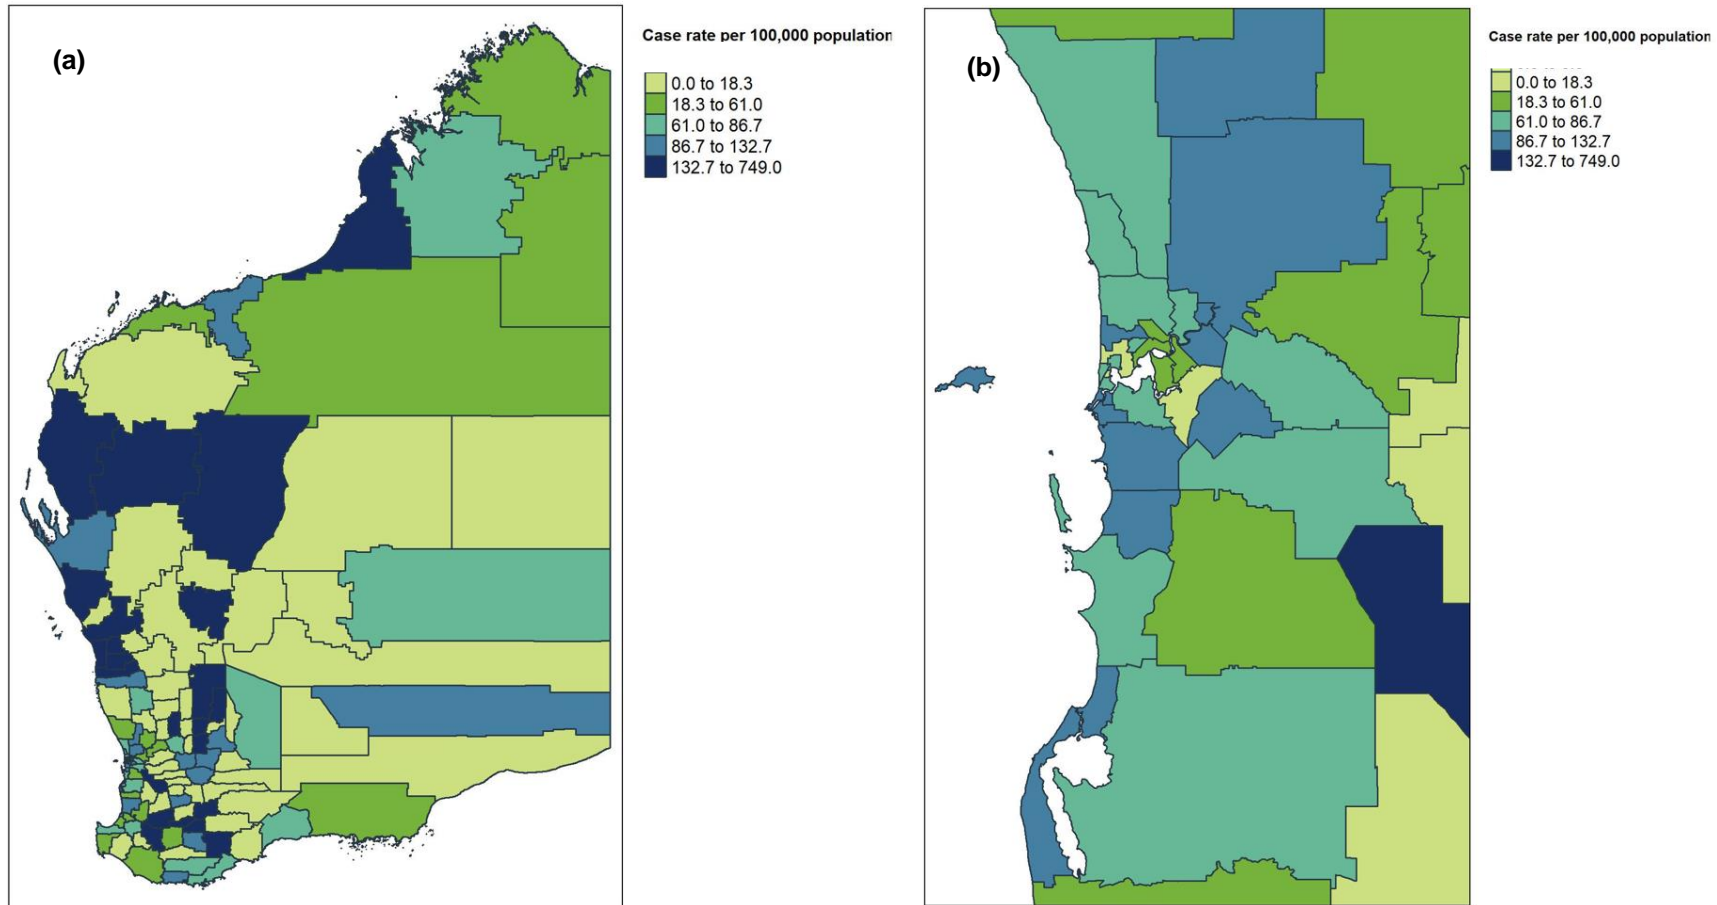 (a)
Case rate per 100,000 population
0.0 to 18.3
18.3 to 61.0
61.0 to 86.7
86.7 to 132.7
132.7 to 749.0
(b)
Case rate per 100,000 population
0.0 to 18.3
18.3 to 61.0
61.0 to 86.7
86.7 to 132.7
132.7 to 749.0